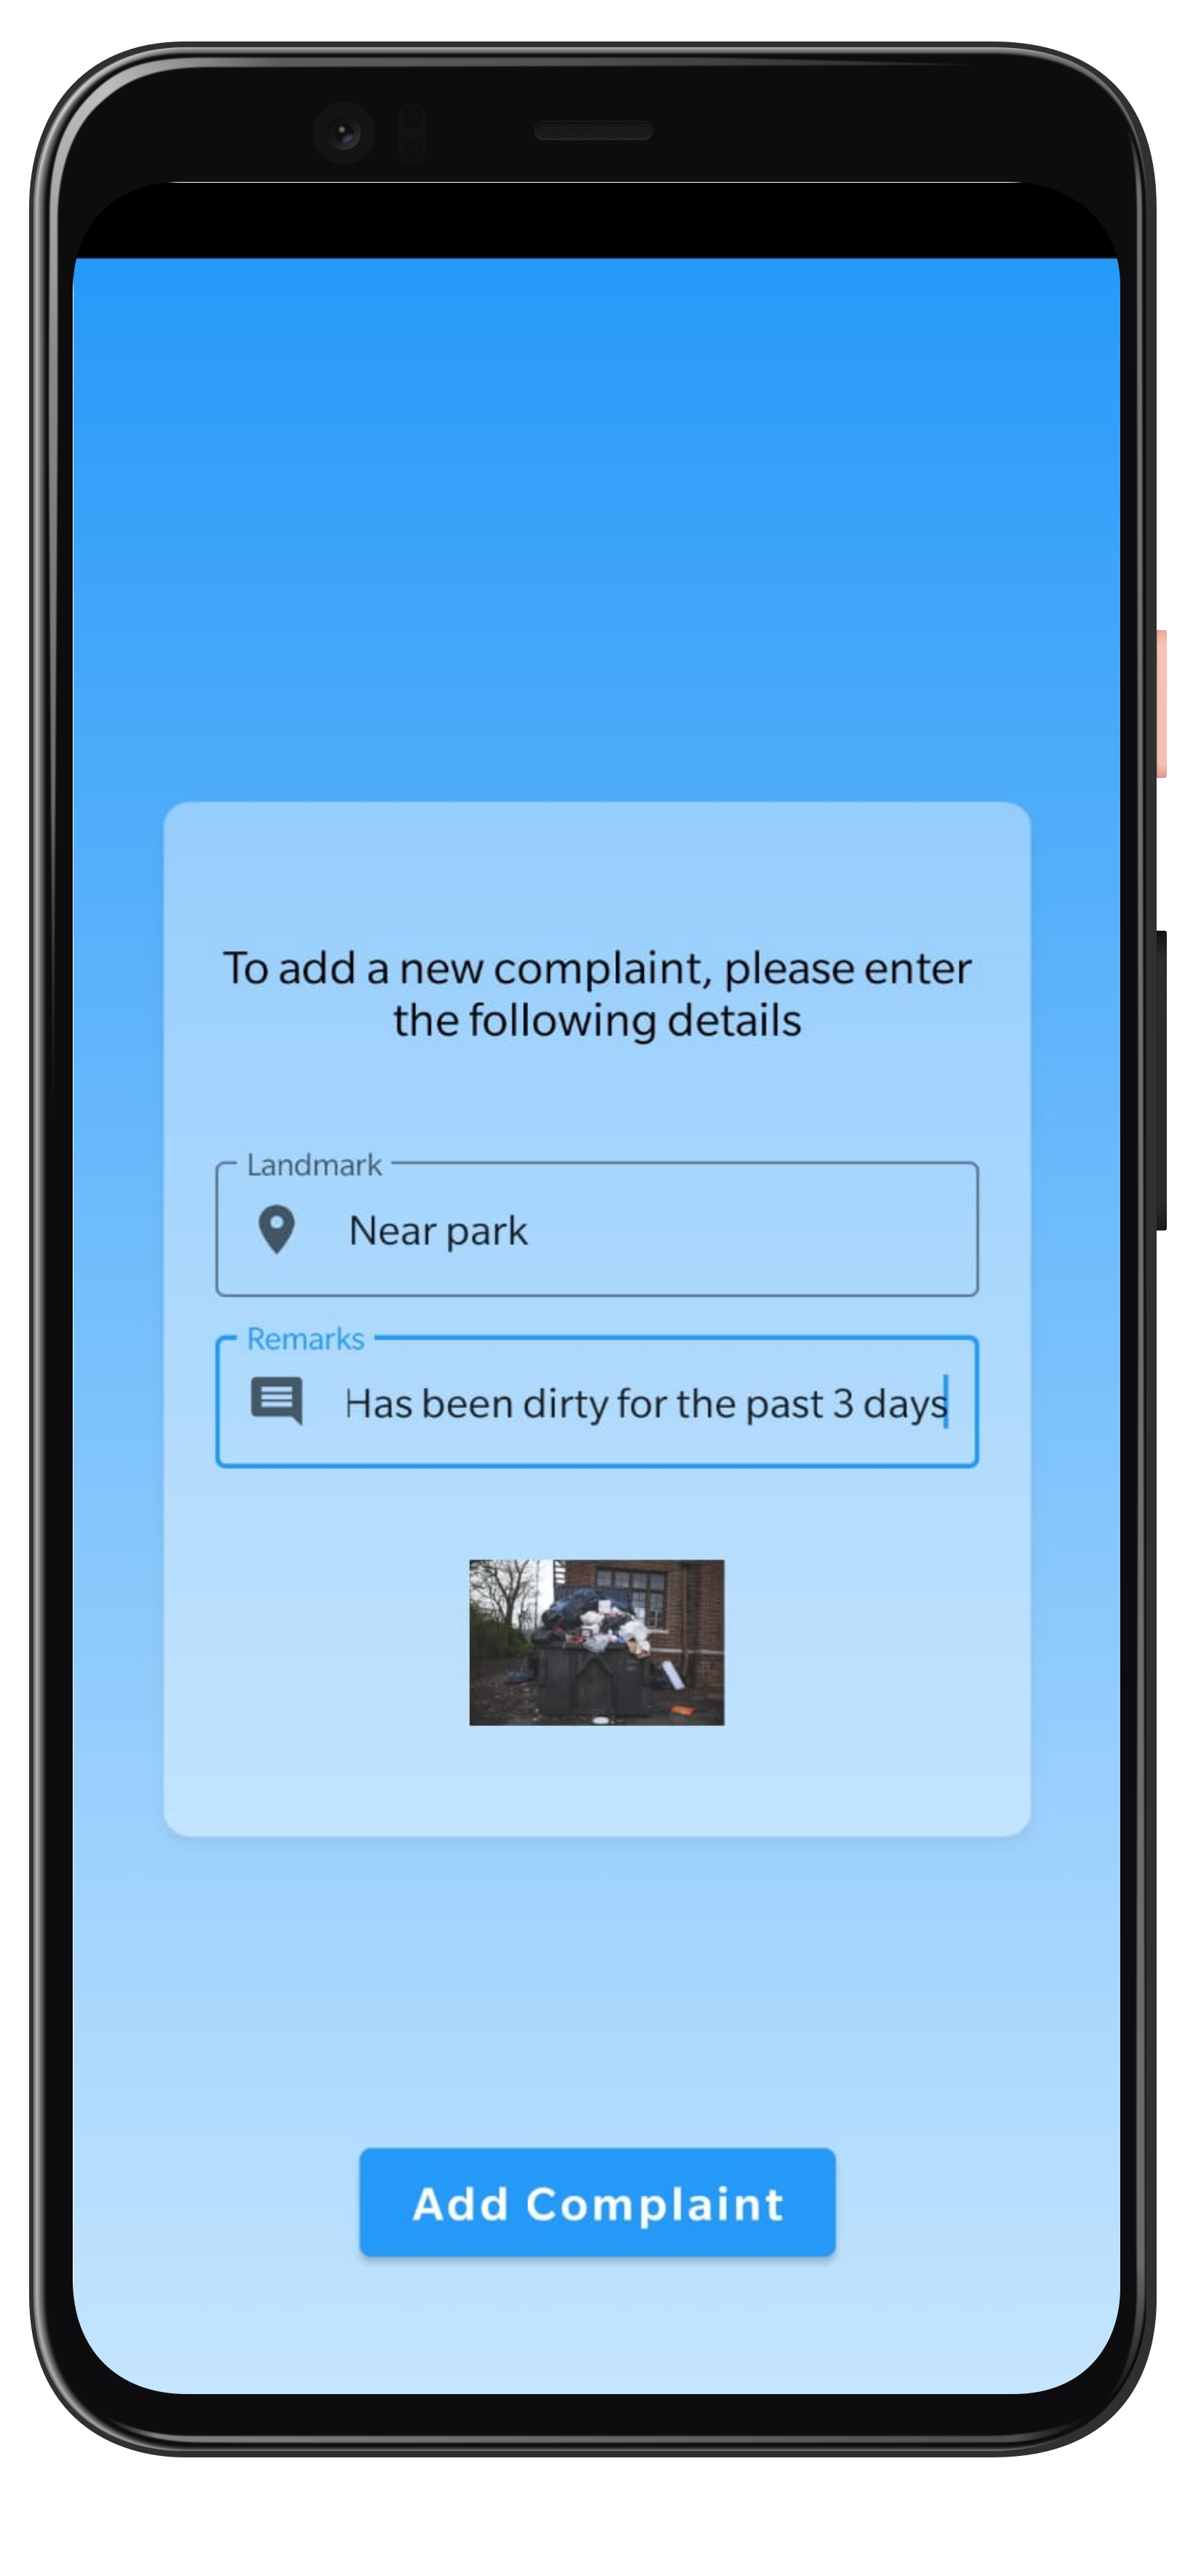 To add a new complaint, please enter
the following details
Landmark
Near park
Remarks
Has been dirty for the past 3 days
Add Complaint